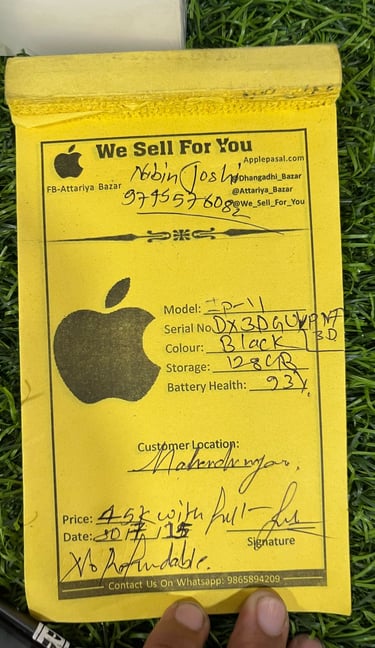 We Sell For You
Applepasal.com
Nabin Joshi
@Dhangadhi_Bazar
FB-Attariya Bazar
@Attariya_Bazar
@We_Sell_For_You
Model: Ip-11
Serial No
Colour: Black
Storage: 128GB
Battery Health: 93%
Customer Location:
Mahendranagar.
Price: 45K with full-
Date:
Signature
No Refundable.
Contact Us On Whatsapp: 9865894209